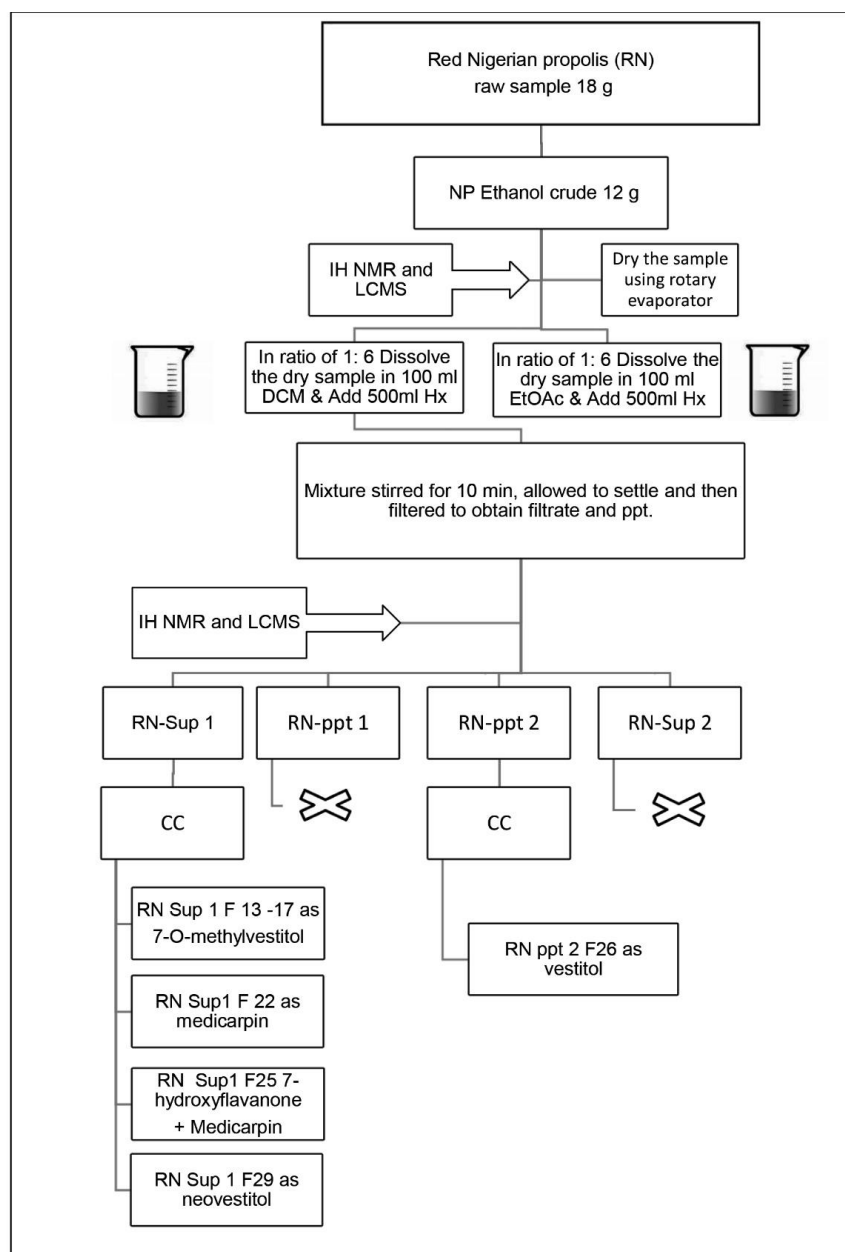 Red Nigerian propolis (RN)
raw sample 18 g
NP Ethanol crude 12 g
IH NMR and
LCMS
Dry the sample
using rotary
evaporator
In ratio of 1: 6 Dissolve
the dry sample in 100 ml
DCM & Add 500ml Hx
In ratio of 1: 6 Dissolve the
dry sample in 100 ml
EtOAc & Add 500ml Hx
Mixture stirred for 10 min, allowed to settle and then
filtered to obtain filtrate and ppt.
IH NMR and LCMS
RN-Sup 1
RN-ppt 1
RN-ppt 2
RN-Sup 2
CC
CC
RN Sup 1 F 13 -17 as
7-O-methylvestitol
RN Sup1 F 22 as
medicarpin
RN Sup1 F25 7-
hydroxyflavanone
+ Medicarpin
RN Sup 1 F29 as
neovestitol
RN ppt 2 F26 as
vestitol